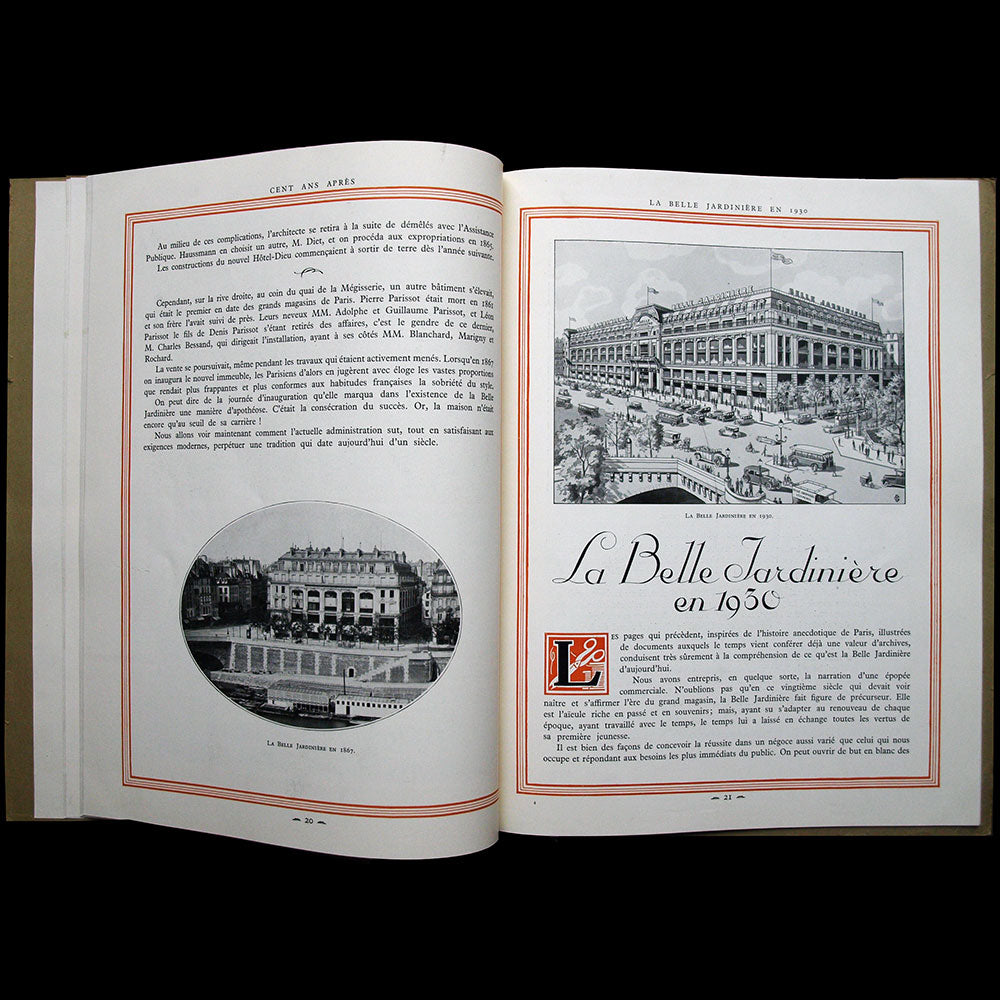 CENT ANS APRÈS
Au milieu de ces complications, l'architecte se retira à la suite de démêlés avec l'Assistance
Publique. Haussmann en choisit un autre, M. Diet, et on procéda aux expropriations en 1865.
Les constructions du nouvel Hôtel-Dieu commençaient à sortir de terre dès l'année suivante.
Cependant, sur la rive droite, au coin du quai de la Mégisserie, un autre bâtiment s'élevait,
qui était le premier en date des grands magasins de Paris. Pierre Parissot était mort en 1861
et son frère l'avait suivi de près. Leurs neveux MM. Adolphe et Guillaume Parissot, et Léon
Parissot le fils de Denis Parissot s'étant retirés des affaires, c'est le gendre de ce dernier,
M. Charles Bessand, qui dirigeait l'installation, ayant à ses côtés MM. Blanchard, Marigny et
Rochard.
La vente se poursuivait, même pendant les travaux qui étaient activement menés. Lorsqu'en 1867
on inaugura le nouvel immeuble, les Parisiens d'alors en jugèrent avec éloge les vastes proportions
que rendait plus frappantes et plus conformes aux habitudes françaises la sobriété du style.
On peut dire de la journée d'inauguration qu'elle marqua dans l'existence de la Belle
Jardinière une manière d'apothéose. C'était la consécration du succès. Or, la maison n'était
encore qu'au seuil de sa carrière !
Nous allons voir maintenant comment l'actuelle administration sut, tout en satisfaisant aux
exigences modernes, perpétuer une tradition qui date aujourd'hui d'un siècle.
LA BELLE JARDINIÈRE EN 1867.
20
LA BELLE JARDINIÈRE EN 1930
BELLE JARDINIERE
LA BELLE JARDINIÈRE EN 1930.
La Belle Jardinière
en 1930
LES pages qui précèdent, inspirées de l'histoire anecdotique de Paris, illustrées
de documents auxquels le temps vient conférer déjà une valeur d'archives,
conduisent très sûrement à la compréhension de ce qu'est la Belle Jardinière
d'aujourd'hui.
Nous avons entrepris, en quelque sorte, la narration d'une épopée
commerciale. N'oublions pas qu'en ce vingtième siècle qui devait voir
naître et s'affirmer l'ère du grand magasin, la Belle Jardinière fait figure de précurseur. Elle
est l'aïeule riche en passé et en souvenirs ; mais, ayant su s'adapter au renouveau de chaque
époque, ayant travaillé avec le temps, le temps lui a laissé en échange toutes les vertus de
sa première jeunesse.
Il est bien des façons de concevoir la réussite dans un négoce aussi varié que celui qui nous
occupe et répondant aux besoins les plus immédiats du public. On peut ouvrir de but en blanc des
21